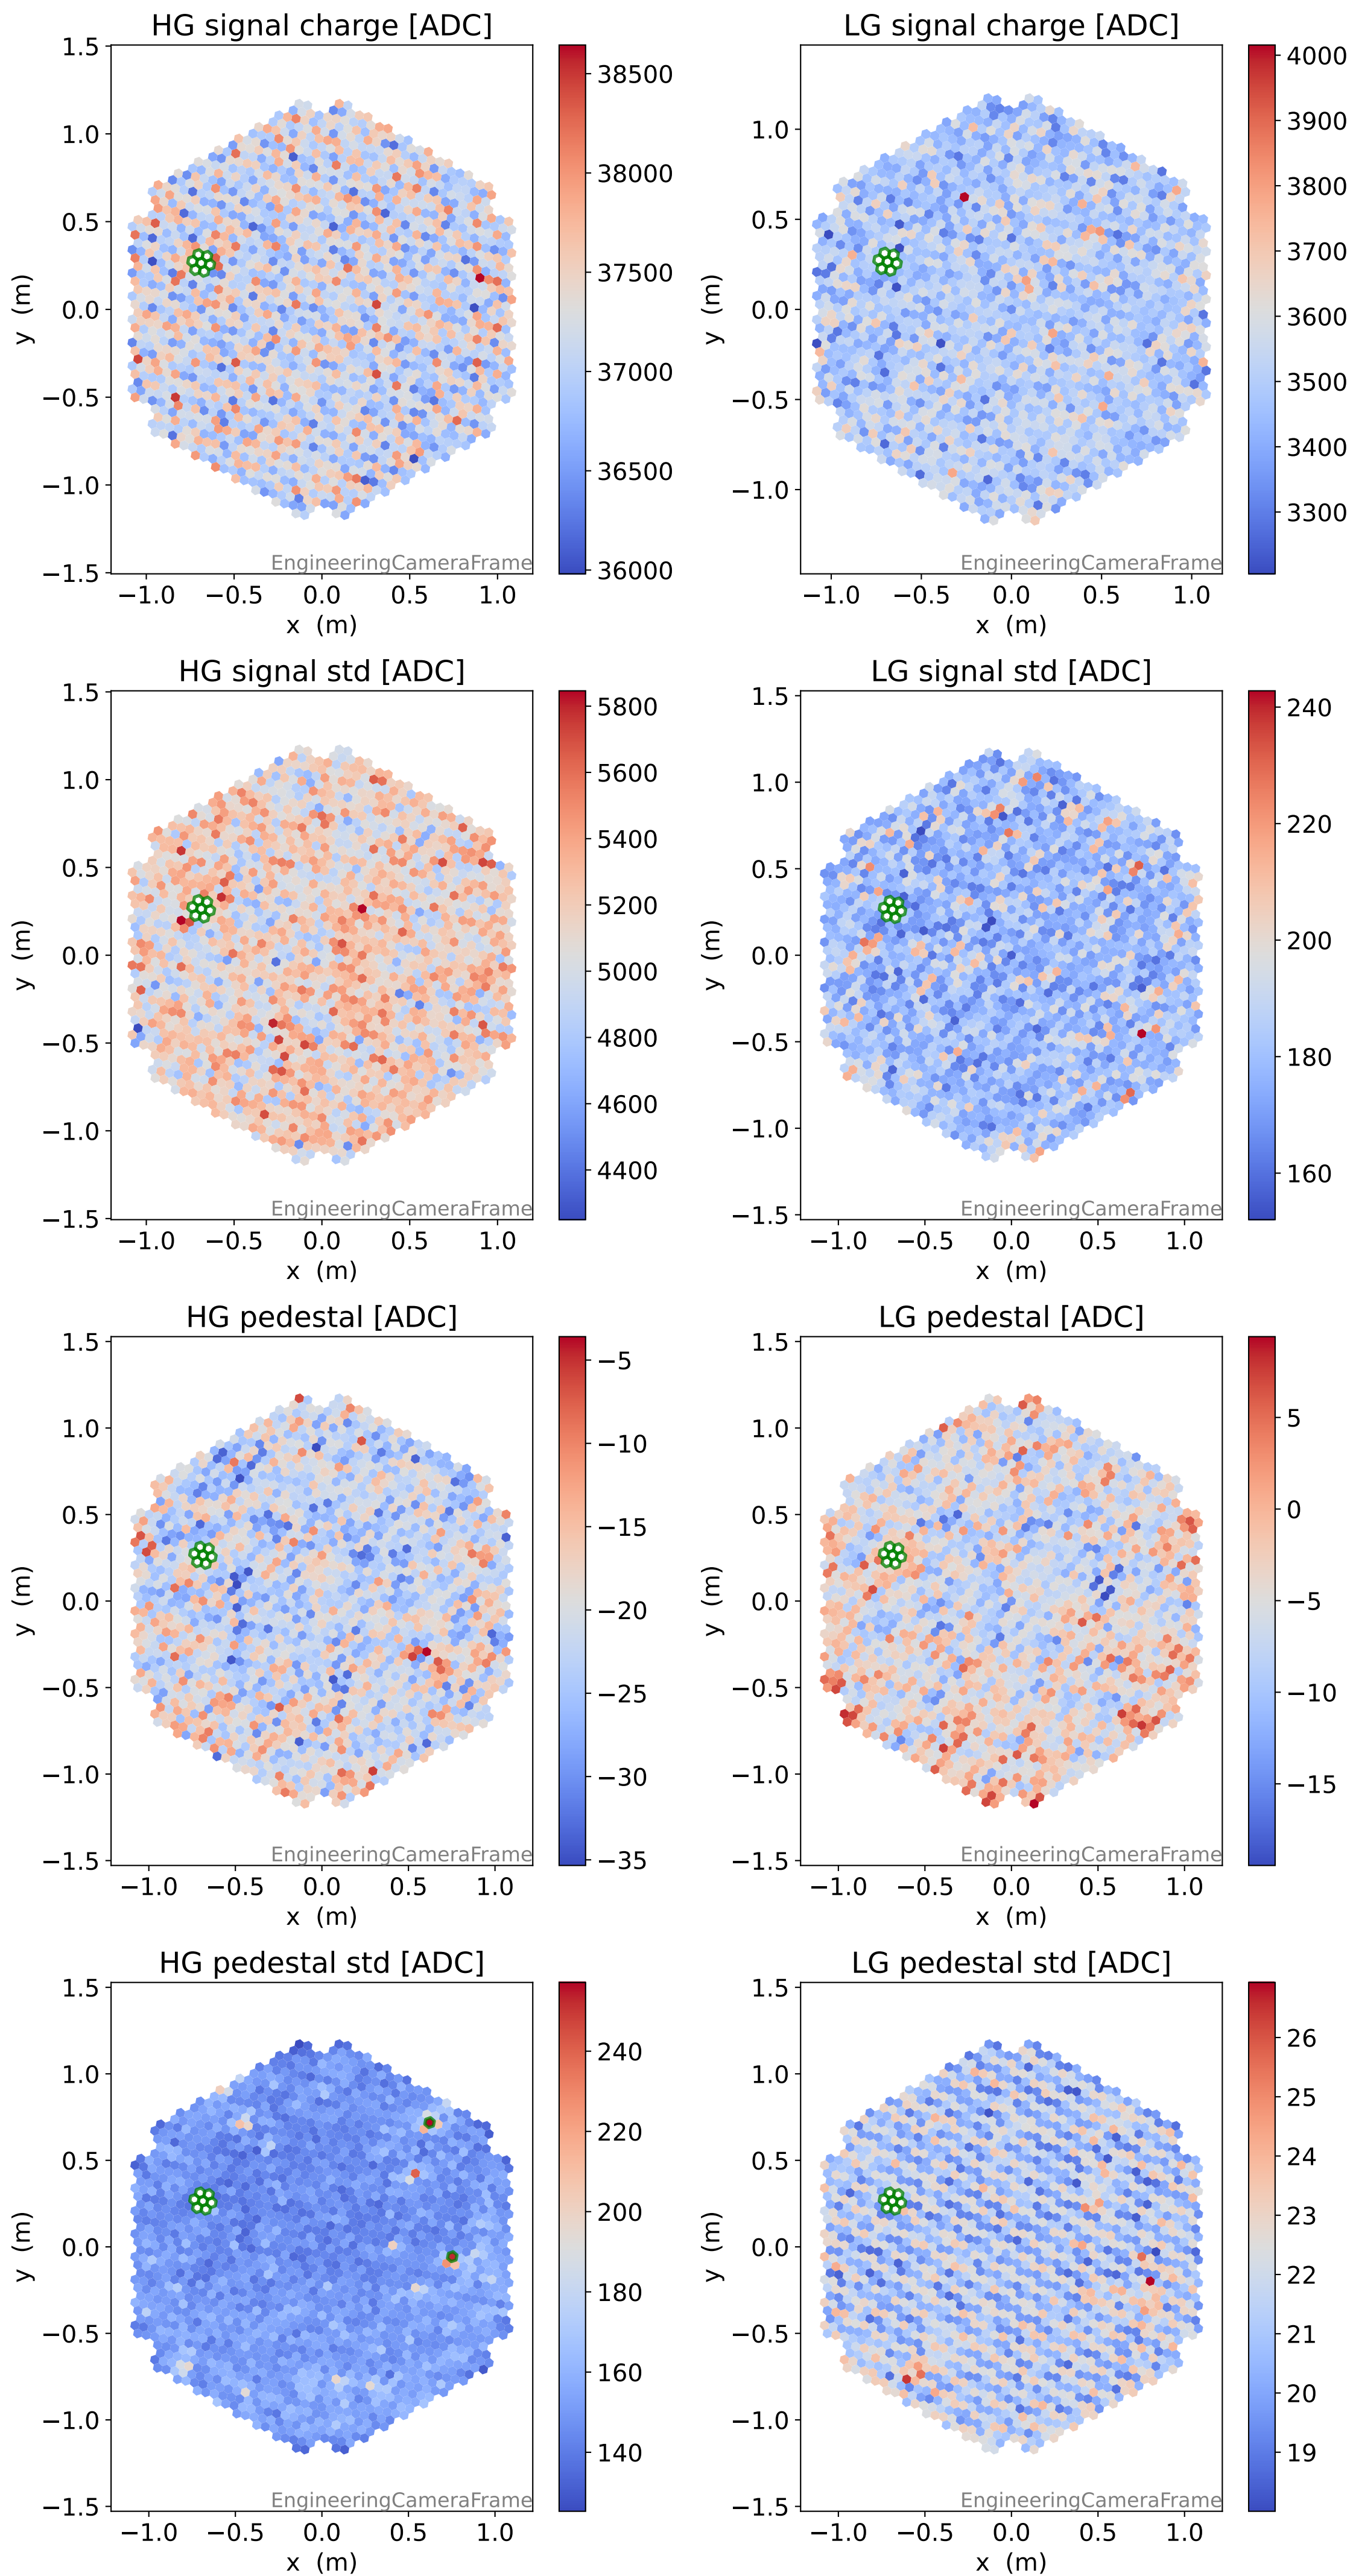 HG signal charge [ADC]
LG signal charge [ADC]
1.5
1.0
0.5
0.0
−0.5
−1.0
−1.5
y (m)
−1.0 −0.5 0.0 0.5 1.0
x (m)
EngineeringCameraFrame
38500
38000
37500
37000
36500
36000
1.0
0.5
0.0
−0.5
−1.0
y (m)
−1.0 −0.5 0.0 0.5 1.0
x (m)
EngineeringCameraFrame
4000
3900
3800
3700
3600
3500
3400
3300
HG signal std [ADC]
LG signal std [ADC]
1.5
1.0
0.5
0.0
−0.5
−1.0
−1.5
y (m)
−1.0 −0.5 0.0 0.5 1.0
x (m)
EngineeringCameraFrame
5800
5600
5400
5200
5000
4800
4600
4400
1.5
1.0
0.5
0.0
−0.5
−1.0
−1.5
y (m)
−1.0 −0.5 0.0 0.5 1.0
x (m)
EngineeringCameraFrame
240
220
200
180
160
HG pedestal [ADC]
LG pedestal [ADC]
1.5
1.0
0.5
0.0
−0.5
−1.0
−1.5
y (m)
−1.0 −0.5 0.0 0.5 1.0
x (m)
EngineeringCameraFrame
−5
−10
−15
−20
−25
−30
−35
1.5
1.0
0.5
0.0
−0.5
−1.0
−1.5
y (m)
−1.0 −0.5 0.0 0.5 1.0
x (m)
EngineeringCameraFrame
5
0
−5
−10
−15
HG pedestal std [ADC]
LG pedestal std [ADC]
1.5
1.0
0.5
0.0
−0.5
−1.0
−1.5
y (m)
−1.0 −0.5 0.0 0.5 1.0
x (m)
EngineeringCameraFrame
240
220
200
180
160
140
1.5
1.0
0.5
0.0
−0.5
−1.0
−1.5
y (m)
−1.0 −0.5 0.0 0.5 1.0
x (m)
EngineeringCameraFrame
26
25
24
23
22
21
20
19